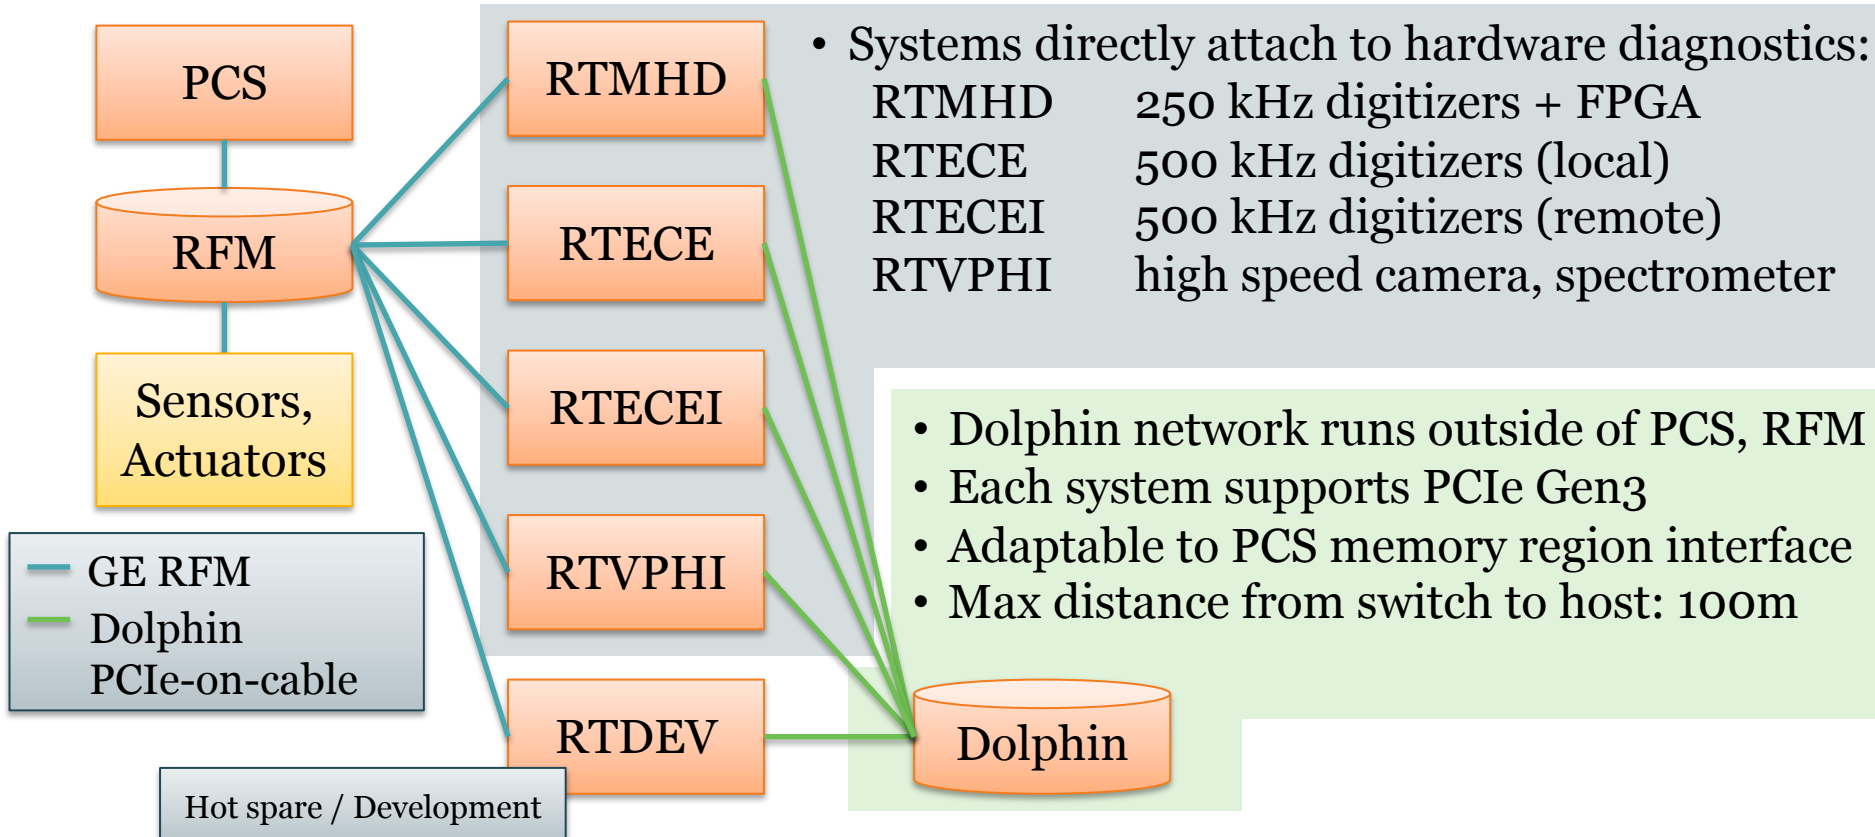 PCS
RFM
Sensors,
Actuators
GE RFM
Dolphin
PCIe-on-cable
RTMHD
RTECE
RTECEI
RTVPHI
RTDEV
Hot spare / Development
Dolphin
• Systems directly attach to hardware diagnostics:
RTMHD 250 kHz digitizers + FPGA
RTECE 500 kHz digitizers (local)
RTECEI 500 kHz digitizers (remote)
RTVPHI high speed camera, spectrometer
• Dolphin network runs outside of PCS, RFM
• Each system supports PCIe Gen3
• Adaptable to PCS memory region interface
• Max distance from switch to host: 100m